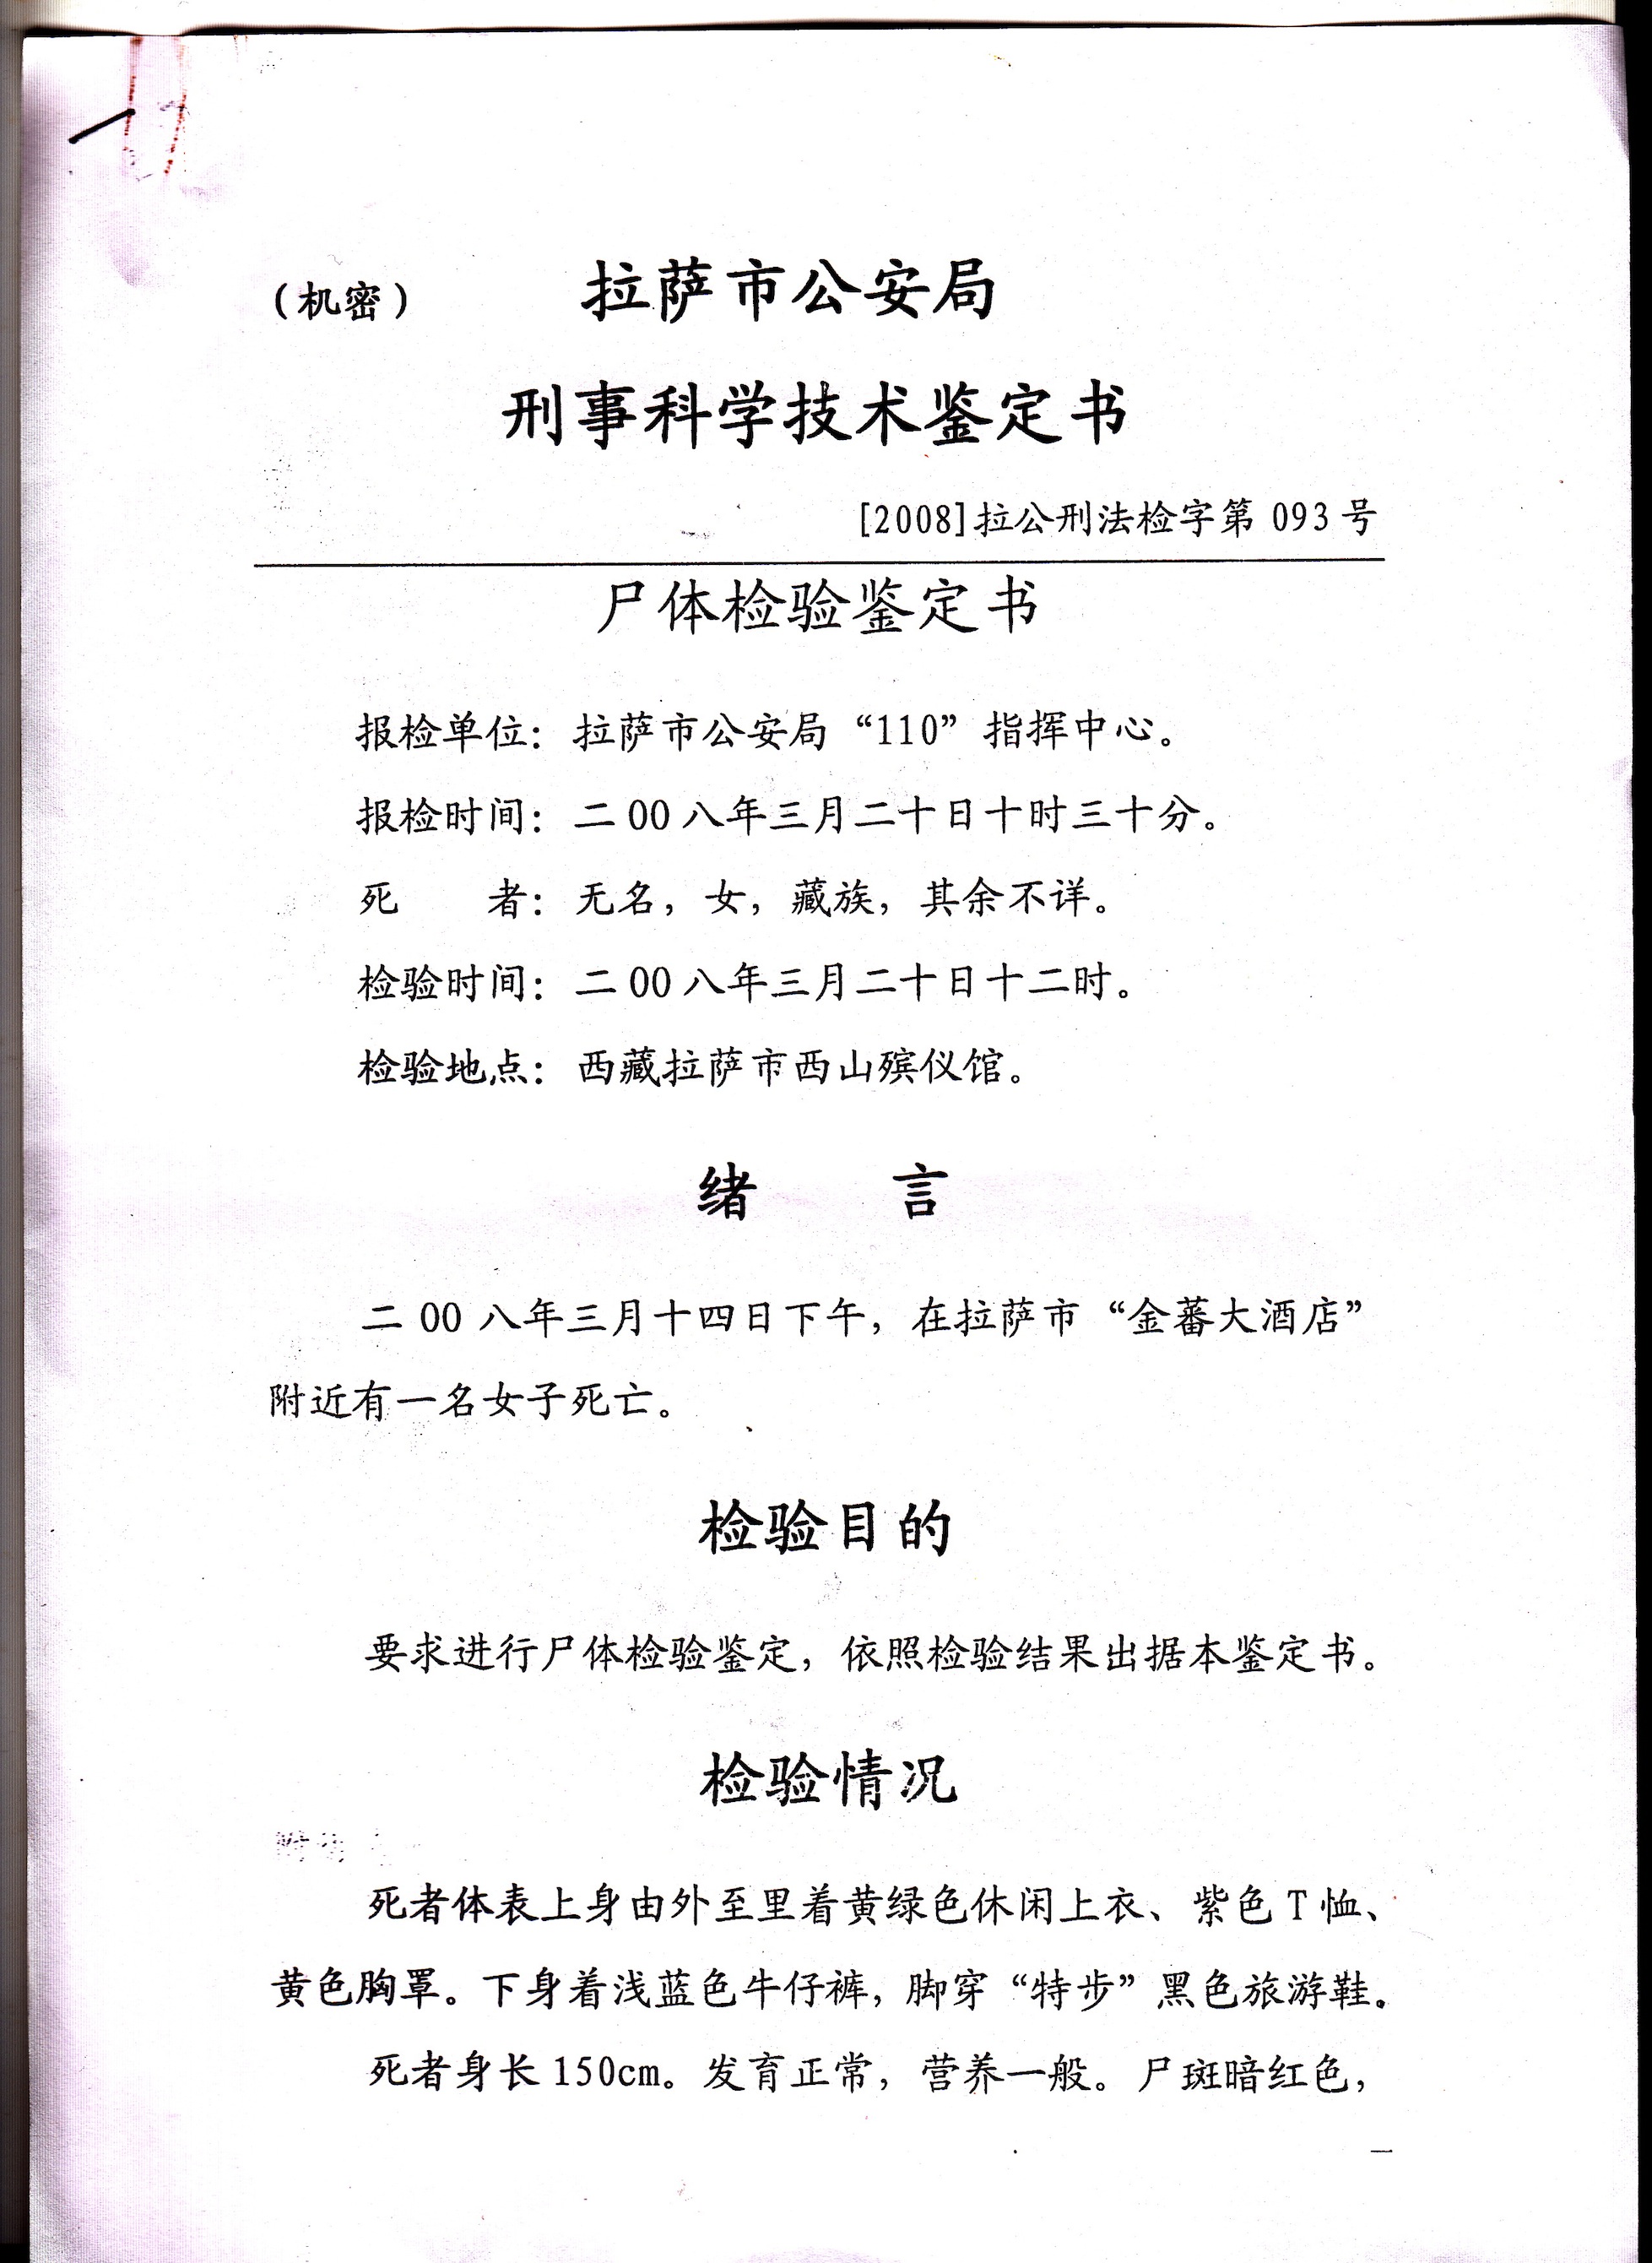 （机密） 拉萨市公安局
刑事科学技术鉴定书
[2008]拉公刑法检字第 093 号
尸体检验鉴定书
报检单位：拉萨市公安局“110”指挥中心。
报检时间：二00八年三月二十日十时三十分。
死　　者：无名，女，藏族，其余不详。
检验时间：二00八年三月二十日十二时。
检验地点：西藏拉萨市西山殡仪馆。
绪　　言
二00八年三月十四日下午，在拉萨市“金蕃大酒店”
附近有一名女子死亡。
检验目的
要求进行尸体检验鉴定，依照检验结果出据本鉴定书。
检验情况
死者体表上身由外至里着黄绿色休闲上衣、紫色T恤、
黄色胸罩。下身着浅蓝色牛仔裤，脚穿“特步”黑色旅游鞋。
死者身长150cm。发育正常，营养一般。尸斑暗红色，